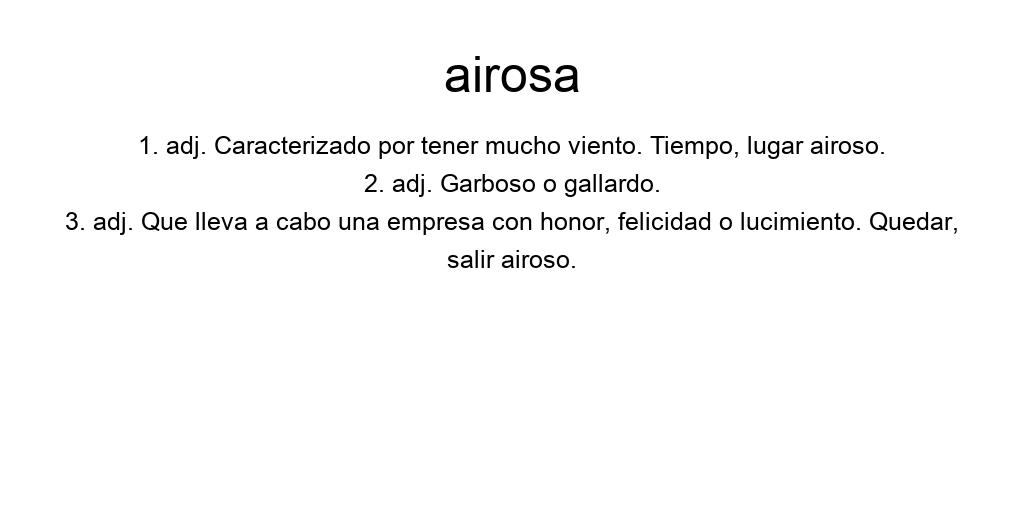 airosa
1. adj. Caracterizado por tener mucho viento. Tiempo, lugar airoso.
2. adj. Garboso o gallardo.
3. adj. Que lleva a cabo una empresa con honor, felicidad o lucimiento. Quedar,
salir airoso.